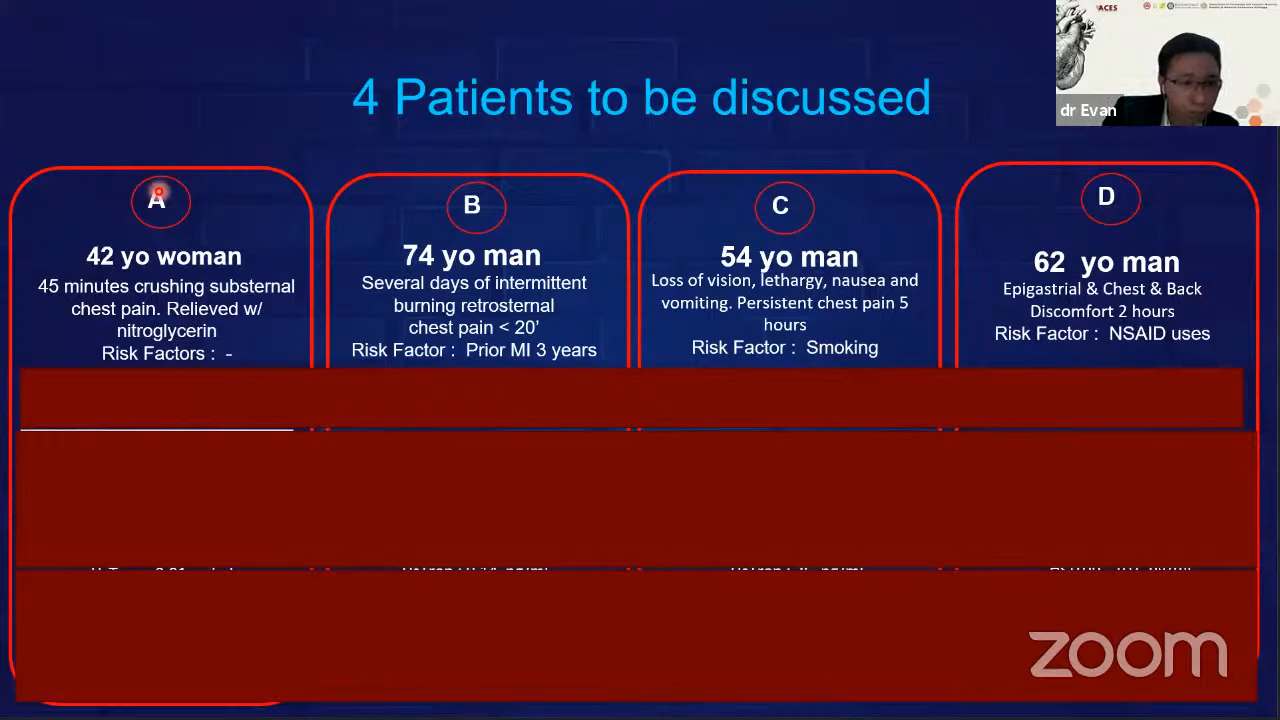 ACES
dr Evan
4 Patients to be discussed
A
42 yo woman
45 minutes crushing substernal
chest pain. Relieved w/
nitroglycerin
Risk Factors : -
B
74 yo man
Several days of intermittent
burning retrosternal
chest pain < 20'
Risk Factor : Prior MI 3 years
C
54 yo man
Loss of vision, lethargy, nausea and
vomiting. Persistent chest pain 5
hours
Risk Factor : Smoking
D
62 yo man
Epigastrial & Chest & Back
Discomfort 2 hours
Risk Factor : NSAID uses
zoom